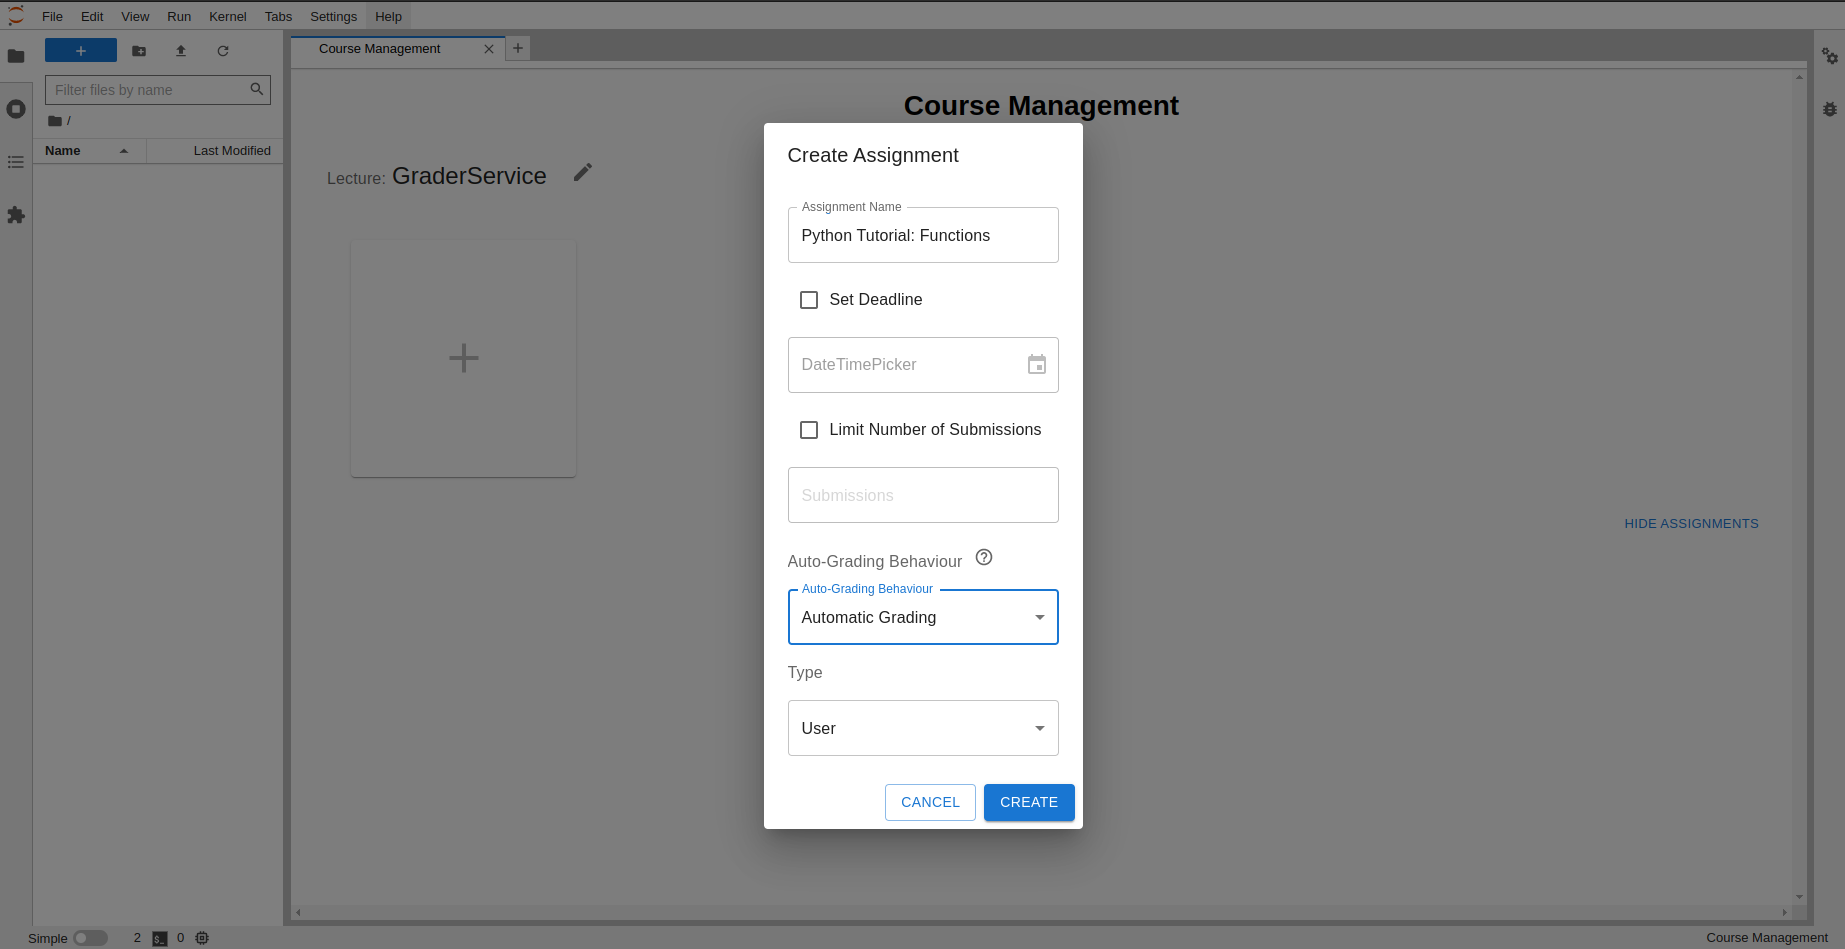 File Edit View Run Kernel Tabs Settings Help
Course Management
Filter files by name
/
Name Last Modified
Course Management
Lecture: GraderService
Create Assignment
Assignment Name
Python Tutorial: Functions
Set Deadline
DateTimePicker
Limit Number of Submissions
Submissions
HIDE ASSIGNMENTS
Auto-Grading Behaviour
Auto-Grading Behaviour
Automatic Grading
Type
User
CANCEL CREATE
Simple 2 $_ 0 Course Management